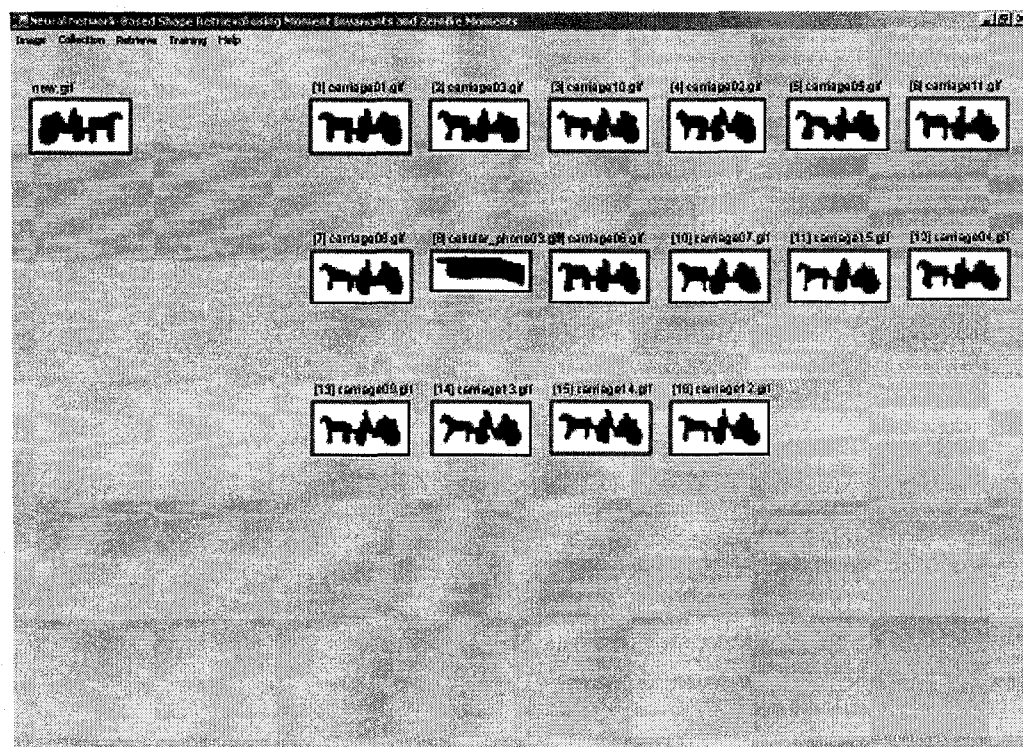 Neural Network-Based Shape Retrieval using Moment Invariants and Zernike Moments
Image Collection Retrieve Training Help
new.gif
[1] carriage01.gif [2] carriage03.gif [3] carriage10.gif [4] carriage02.gif [5] carriage05.gif [6] carriage11.gif
[7] carriage08.gif [8] cellular_phone03.gif [9] carriage06.gif [10] carriage07.gif [11] carriage15.gif [12] carriage04.gif
[13] carriage09.gif [14] carriage13.gif [15] carriage14.gif [16] carriage12.gif